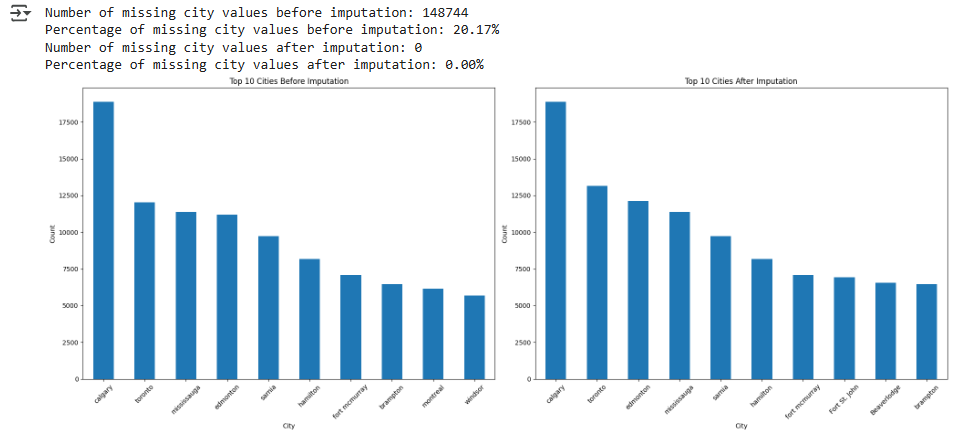 Number of missing city values before imputation: 148744
Percentage of missing city values before imputation: 20.17%
Number of missing city values after imputation: 0
Percentage of missing city values after imputation: 0.00%
Top 10 Cities Before Imputation
17500
15000
12500
10000
7500
5000
2500
0
Count
calgary
toronto
mississauga
edmonton
sarnia
hamilton
fort mcmurray
brampton
montreal
windsor
City
Top 10 Cities After Imputation
17500
15000
12500
10000
7500
5000
2500
0
Count
calgary
toronto
edmonton
mississauga
sarnia
hamilton
fort mcmurray
Fort St. John
Beaverlodge
brampton
City